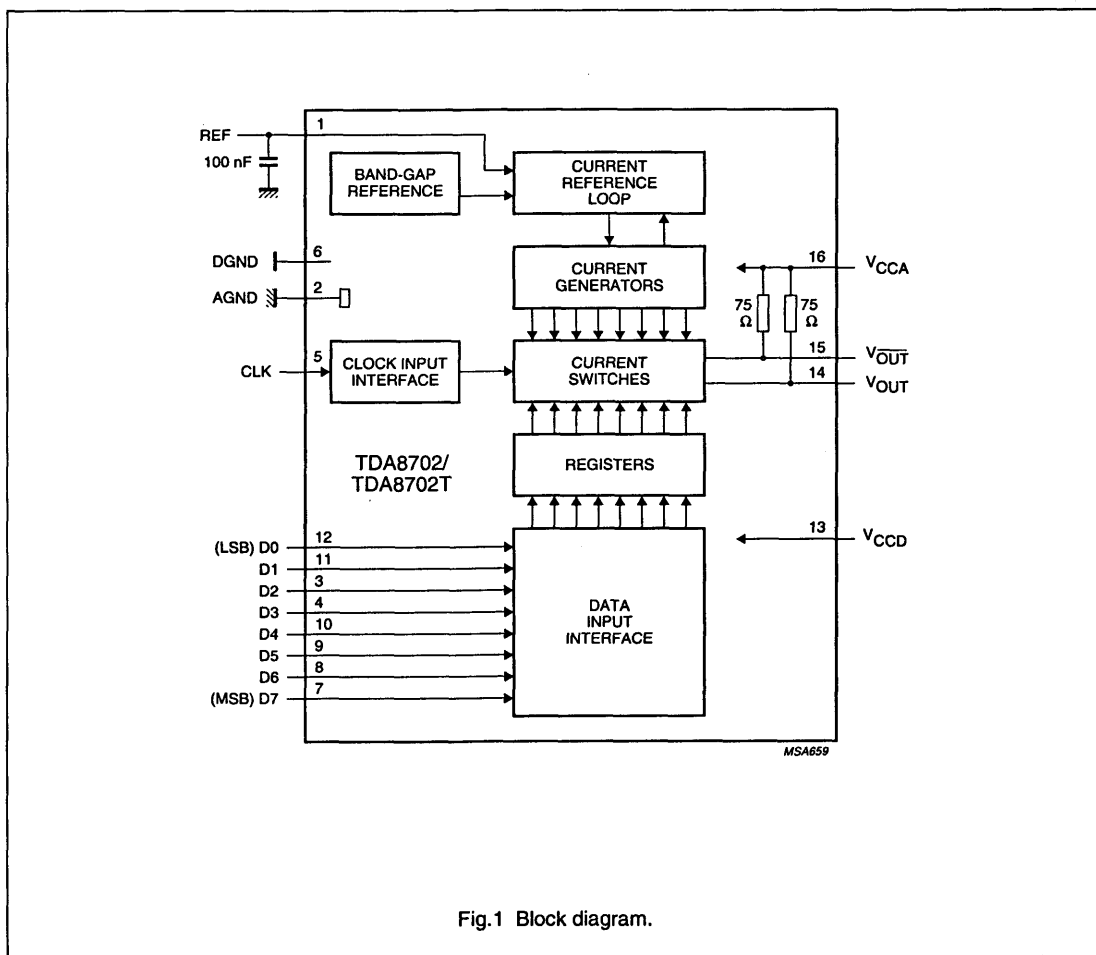 1
REF
100 nF
BAND-GAP
REFERENCE
CURRENT
REFERENCE
LOOP
6
DGND
2
AGND
CURRENT
GENERATORS
16
VCCA
75
Ω
75
Ω
5
CLK
CLOCK INPUT
INTERFACE
CURRENT
SWITCHES
15
V\overline{OUT}
14
VOUT
TDA8702/
TDA8702T
REGISTERS
13
VCCD
(LSB) D0 12
D1 11
D2 3
D3 4
D4 10
D5 9
D6 8
(MSB) D7 7
DATA
INPUT
INTERFACE
MSA659
Fig.1 Block diagram.